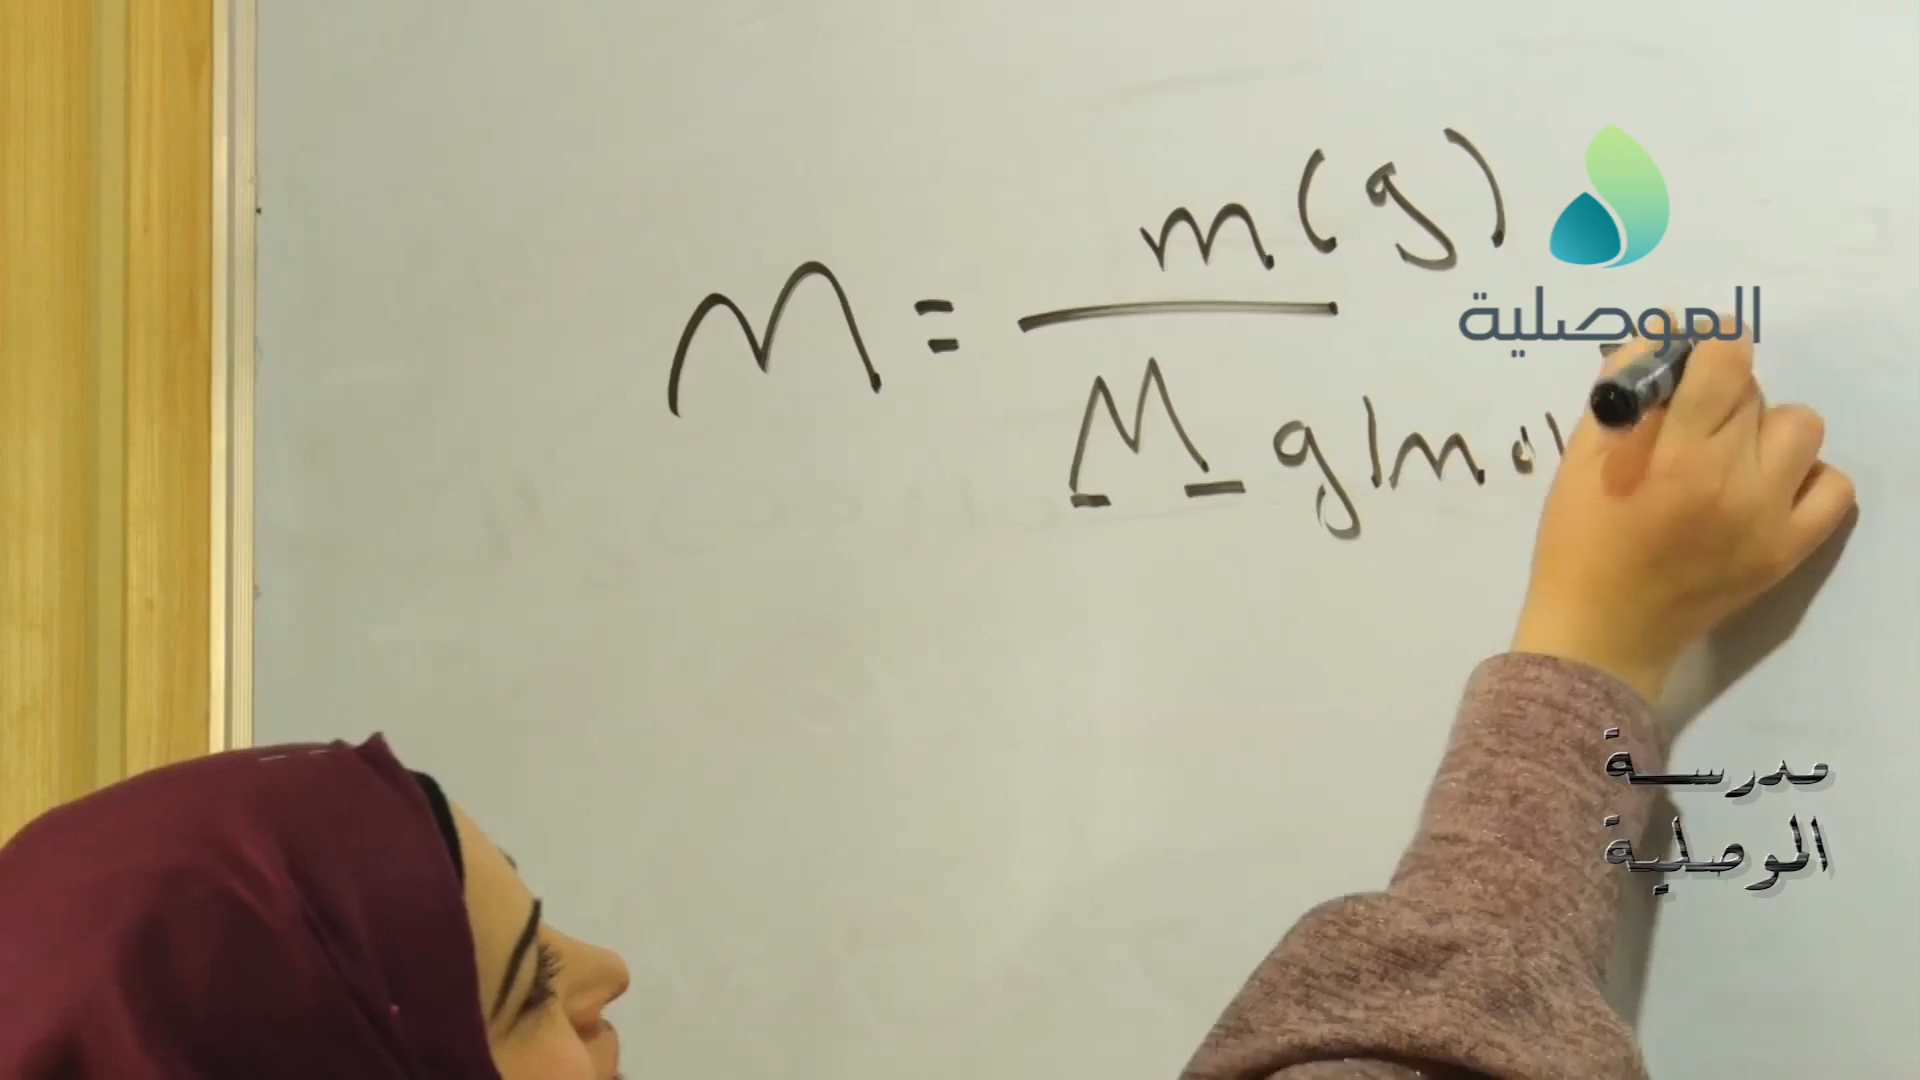 m(g)
M =
M g/mol
الموصلية
مدرسة
الموصلية